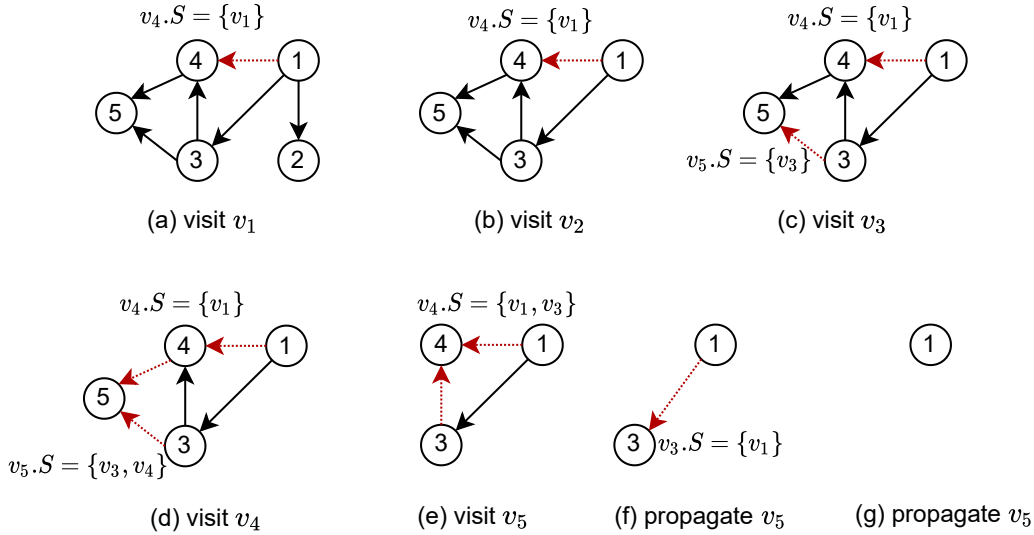 v₄.S = {v₁}
4
1
5
3
2
(a) visit v₁
v₄.S = {v₁}
4
1
5
3
(b) visit v₂
v₄.S = {v₁}
4
1
5
v₅.S = {v₃}
3
(c) visit v₃
v₄.S = {v₁}
4
1
5
3
v₅.S = {v₃, v₄}
(d) visit v₄
v₄.S = {v₁, v₃}
4
1
3
(e) visit v₅
1
3
v₃.S = {v₁}
(f) propagate v₅
1
(g) propagate v₅